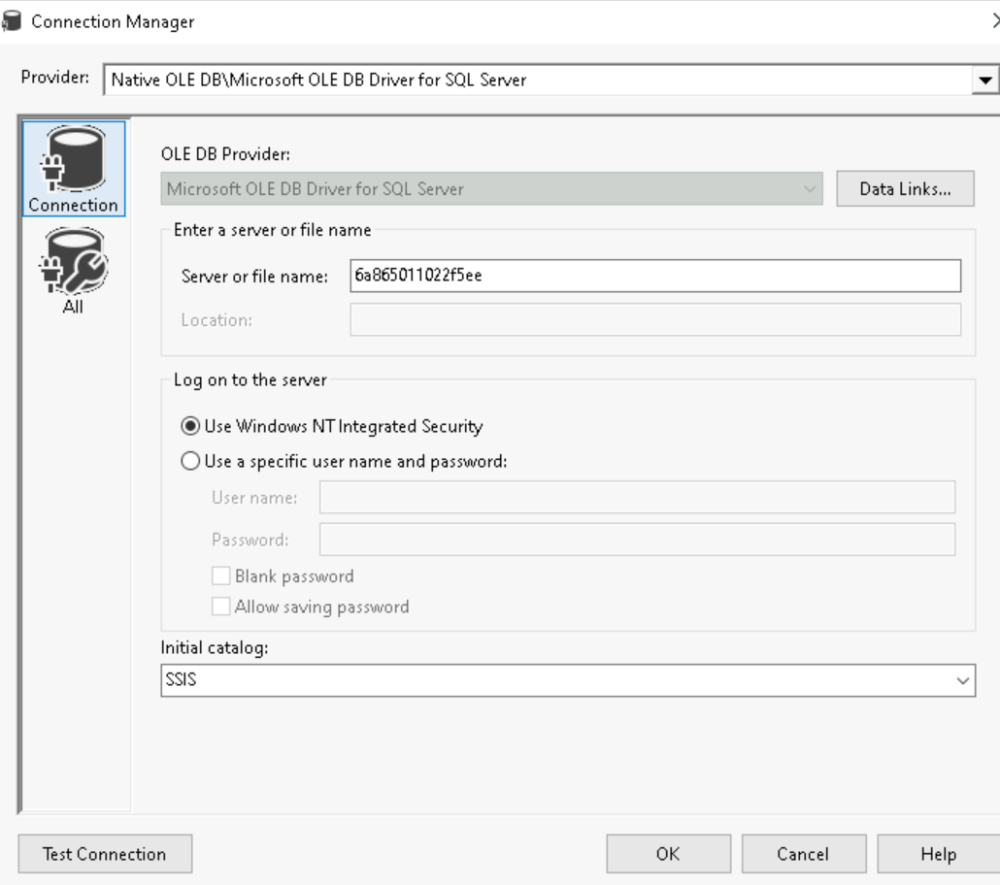 Connection Manager
Provider: Native OLE DB\Microsoft OLE DB Driver for SQL Server
Connection
All
OLE DB Provider:
Microsoft OLE DB Driver for SQL Server Data Links...
Enter a server or file name
Server or file name: 6a865011022f5ee
Location:
Log on to the server
Use Windows NT Integrated Security
Use a specific user name and password:
User name:
Password:
Blank password
Allow saving password
Initial catalog:
SSIS
Test Connection OK Cancel Help